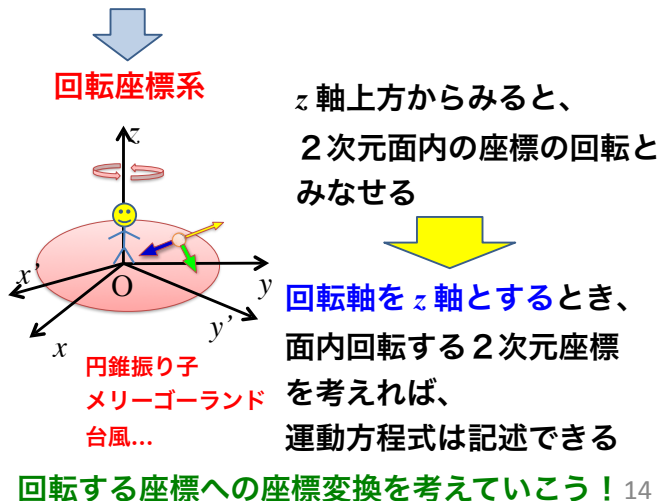 回転座標系
z 軸上方からみると、
２次元面内の座標の回転と
みなせる
z
x'
O
y
y'
x
回転軸を z 軸とするとき、
面内回転する２次元座標
を考えれば、
運動方程式は記述できる
円錐振り子
メリーゴーランド
台風…
回転する座標への座標変換を考えていこう！
14